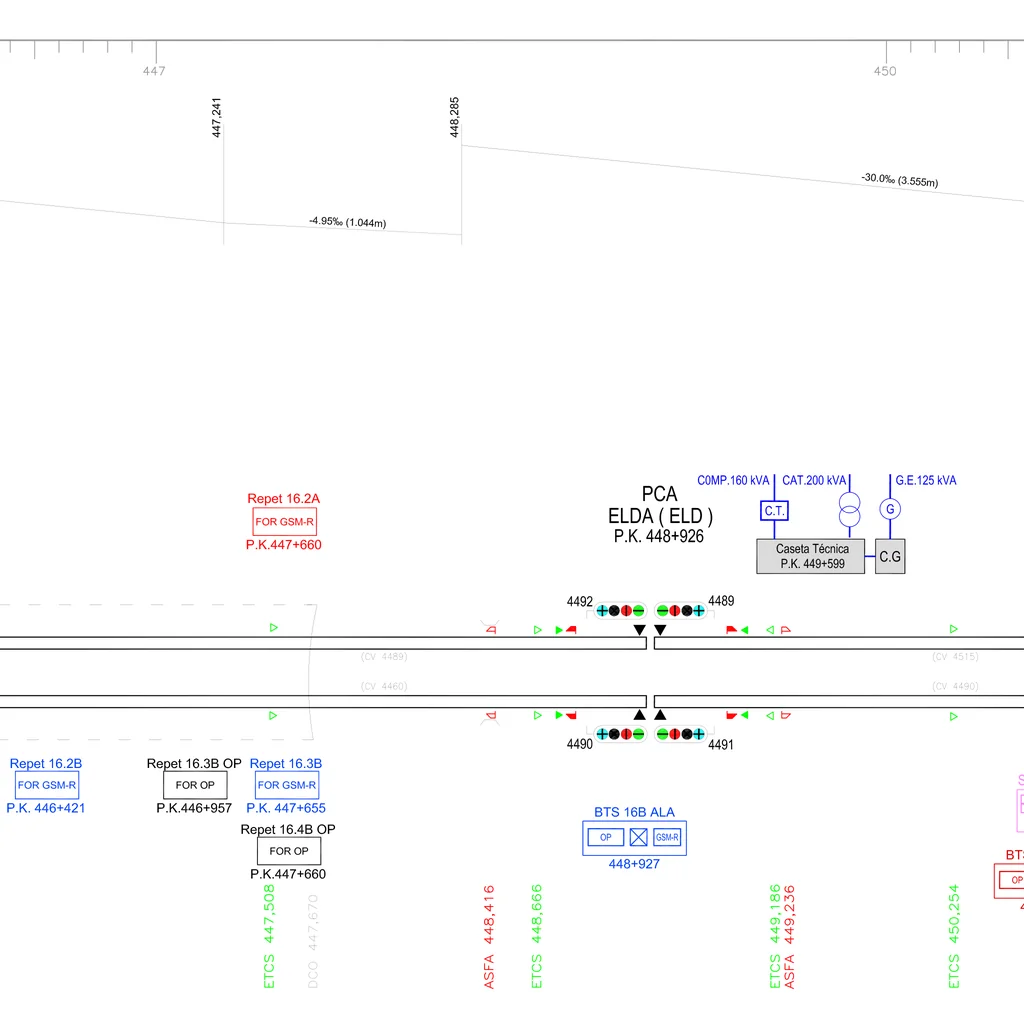 447
450
447,241
448,285
-4.95‰ (1.044m)
-30.0‰ (3.555m)
C0MP.160 kVA
CAT.200 kVA
G.E.125 kVA
C.T.
G
PCA
ELDA ( ELD )
P.K. 448+926
Caseta Técnica
P.K. 449+599
C.G
Repet 16.2A
FOR GSM-R
P.K.447+660
4492
4489
(CV 4489)
(CV 4515)
(CV 4460)
(CV 4490)
4490
4491
Repet 16.2B
FOR GSM-R
P.K. 446+421
Repet 16.3B OP
FOR OP
P.K.446+957
Repet 16.3B
FOR GSM-R
P.K. 447+655
Repet 16.4B OP
FOR OP
P.K.447+660
BTS 16B ALA
OP
GSM-R
448+927
BTS
OP
ETCS 447,508
DCO 447,670
ASFA 448,416
ETCS 448,666
ETCS 449,186
ASFA 449,236
ETCS 450,254